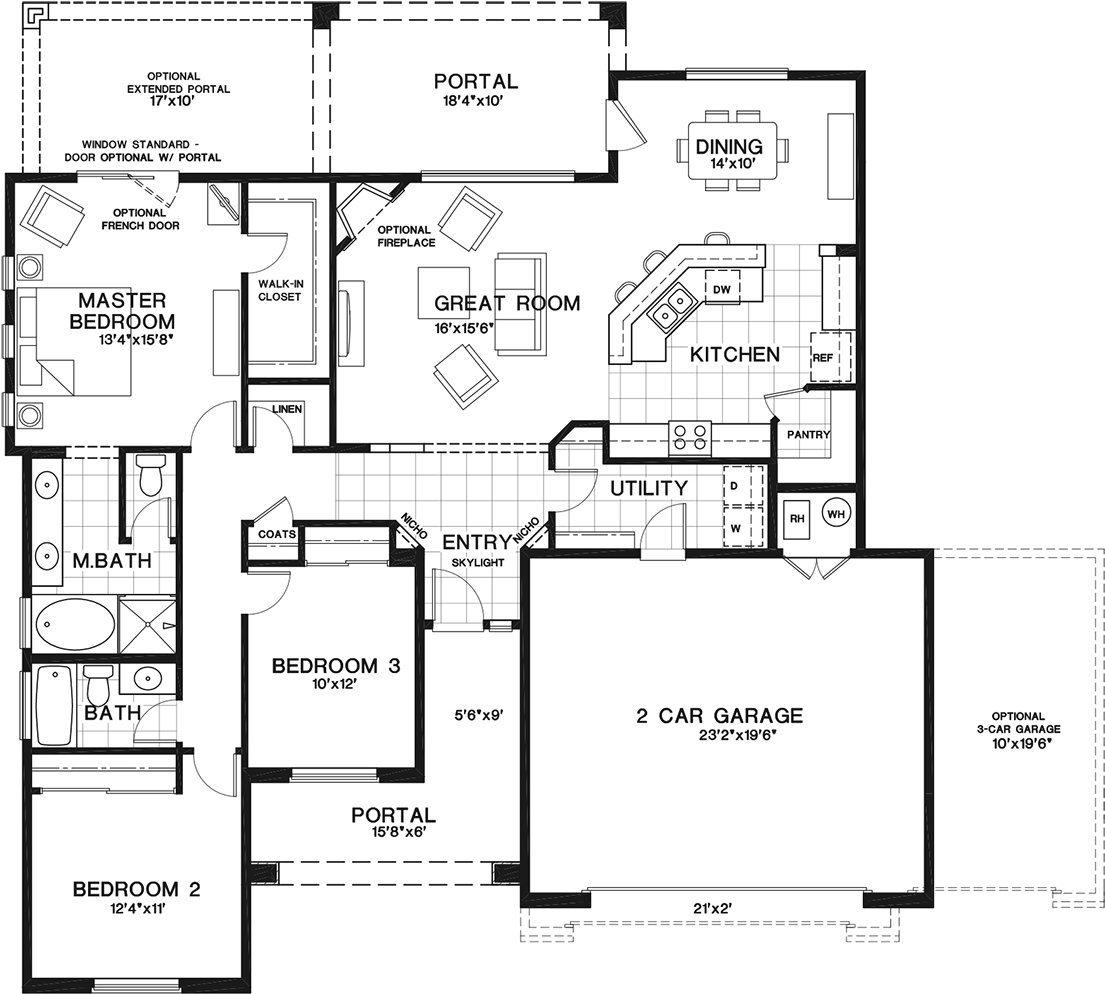 OPTIONAL
EXTENDED PORTAL
17'x10'
PORTAL
18'4"x10'
WINDOW STANDARD -
DOOR OPTIONAL W/ PORTAL
DINING
14'x10'
OPTIONAL
FRENCH DOOR
OPTIONAL
FIREPLACE
WALK-IN
CLOSET
MASTER
BEDROOM
13'4"x15'8"
GREAT ROOM
16'x15'6"
DW
KITCHEN
REF
LINEN
PANTRY
UTILITY
D
W
RH
WH
NICHO
NICHO
COATS
ENTRY
SKYLIGHT
M.BATH
BEDROOM 3
10'x12'
BATH
5'6"x9'
2 CAR GARAGE
23'2"x19'6"
OPTIONAL
3-CAR GARAGE
10'x19'6"
PORTAL
15'8"x6'
BEDROOM 2
12'4"x11'
21'x2'